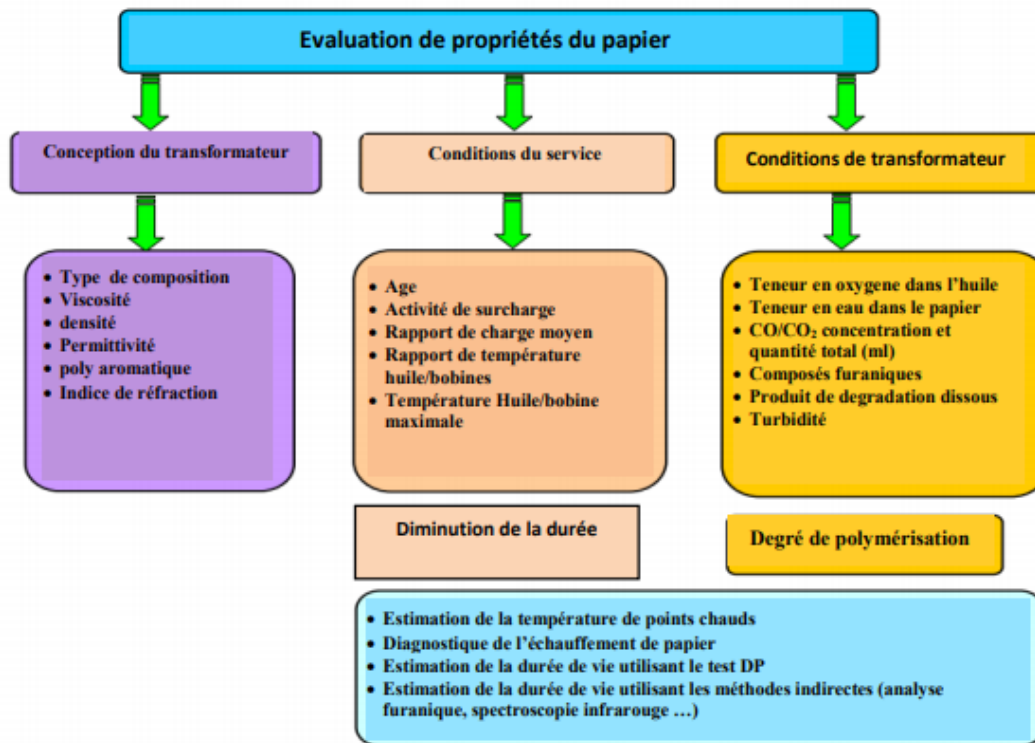 Evaluation de propriétés du papier
Conception du transformateur
Conditions du service
Conditions de transformateur
• Type de composition
• Viscosité
• densité
• Permittivité
• poly aromatique
• Indice de réfraction
• Age
• Activité de surcharge
• Rapport de charge moyen
• Rapport de température
huile/bobines
• Température Huile/bobine
maximale
• Teneur en oxygene dans l'huile
• Teneur en eau dans le papier
• CO/CO₂ concentration et
quantité total (ml)
• Composés furaniques
• Produit de degradation dissous
• Turbidité
Diminution de la durée
Degré de polymérisation
• Estimation de la température de points chauds
• Diagnostique de l'échauffement de papier
• Estimation de la durée de vie utilisant le test DP
• Estimation de la durée de vie utilisant les méthodes indirectes (analyse
furanique, spectroscopie infrarouge …)